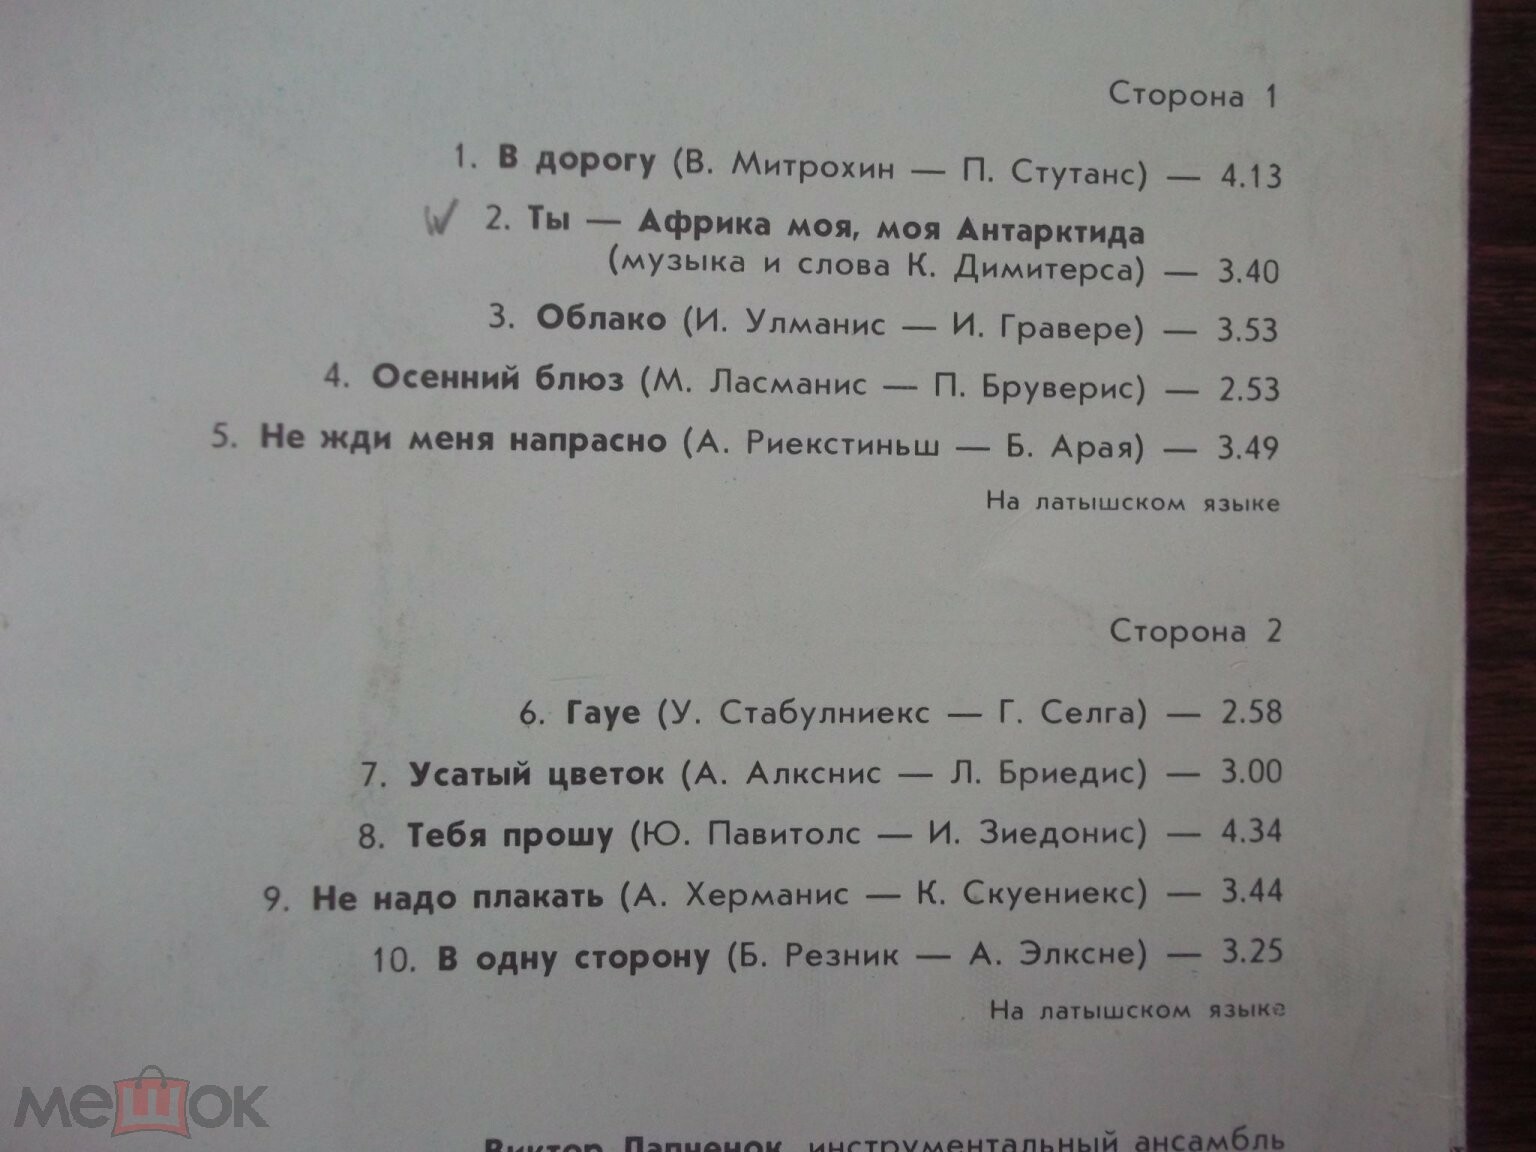 Сторона 1
1. В дорогу (В. Митрохин — П. Стутанс) — 4.13
2. Ты — Африка моя, моя Антарктида
(музыка и слова К. Димитерса) — 3.40
3. Облако (И. Улманис — И. Гравере) — 3.53
4. Осенний блюз (М. Ласманис — П. Бруверис) — 2.53
5. Не жди меня напрасно (А. Риекстиньш — Б. Арая) — 3.49
На латышском языке
Сторона 2
6. Гауе (У. Стабулниекс — Г. Селга) — 2.58
7. Усатый цветок (А. Алкснис — Л. Бриедис) — 3.00
8. Тебя прошу (Ю. Павитолс — И. Зиедонис) — 4.34
9. Не надо плакать (А. Херманис — К. Скуениекс) — 3.44
10. В одну сторону (Б. Резник — А. Элксне) — 3.25
На латышском языке
Виктор Лапченок, инструментальный ансамбль
мешок